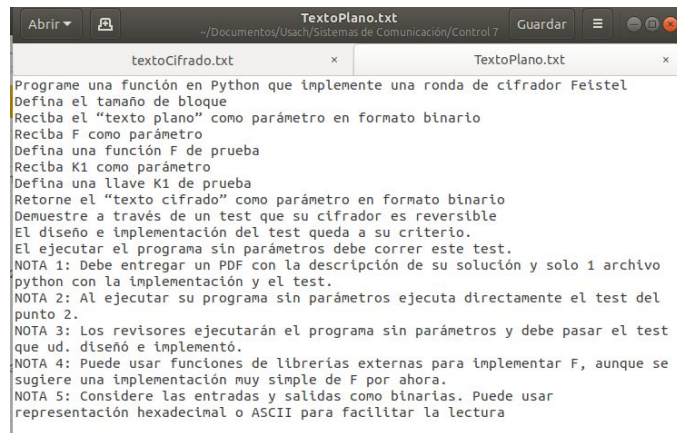 Abrir
TextoPlano.txt
~/Documentos/Usach/Sistemas de Comunicación/Control 7
Guardar
textoCifrado.txt ×
TextoPlano.txt ×
Programe una función en Python que implemente una ronda de cifrador Feistel
Defina el tamaño de bloque
Reciba el “texto plano” como parámetro en formato binario
Reciba F como parámetro
Defina una función F de prueba
Reciba K1 como parámetro
Defina una llave K1 de prueba
Retorne el “texto cifrado” como parámetro en formato binario
Demuestre a través de un test que su cifrador es reversible
El diseño e implementación del test queda a su criterio.
El ejecutar el programa sin parámetros debe correr este test.
NOTA 1: Debe entregar un PDF con la descripción de su solución y solo 1 archivo
python con la implementación y el test.
NOTA 2: Al ejecutar su programa sin parámetros ejecuta directamente el test del
punto 2.
NOTA 3: Los revisores ejecutarán el programa sin parámetros y debe pasar el test
que ud. diseñó e implementó.
NOTA 4: Puede usar funciones de librerías externas para implementar F, aunque se
sugiere una implementación muy simple de F por ahora.
NOTA 5: Considere las entradas y salidas como binarias. Puede usar
representación hexadecimal o ASCII para facilitar la lectura